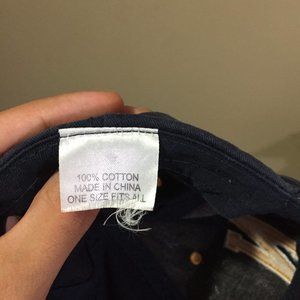 100% COTTON
MADE IN CHINA
ONE SIZE FITS ALL